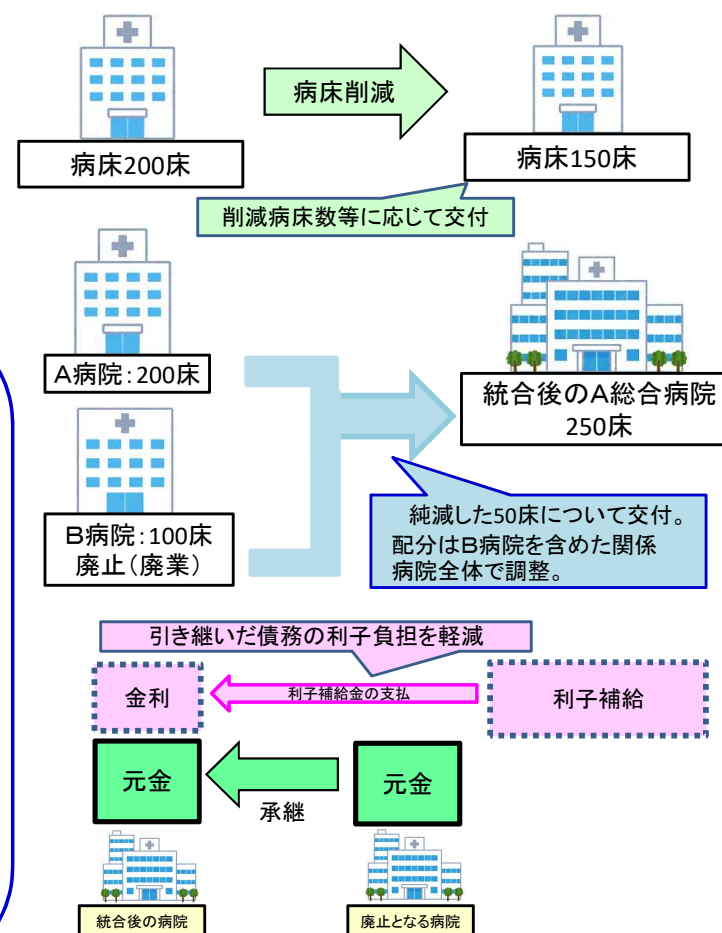 病床削減
病床200床
病床150床
削減病床数等に応じて交付
A病院：200床
統合後のA総合病院
250床
B病院：100床
廃止（廃業）
純減した50床について交付。
配分はB病院を含めた関係
病院全体で調整。
引き継いだ債務の利子負担を軽減
金利
利子補給金の支払
利子補給
元金
承継
元金
統合後の病院
廃止となる病院